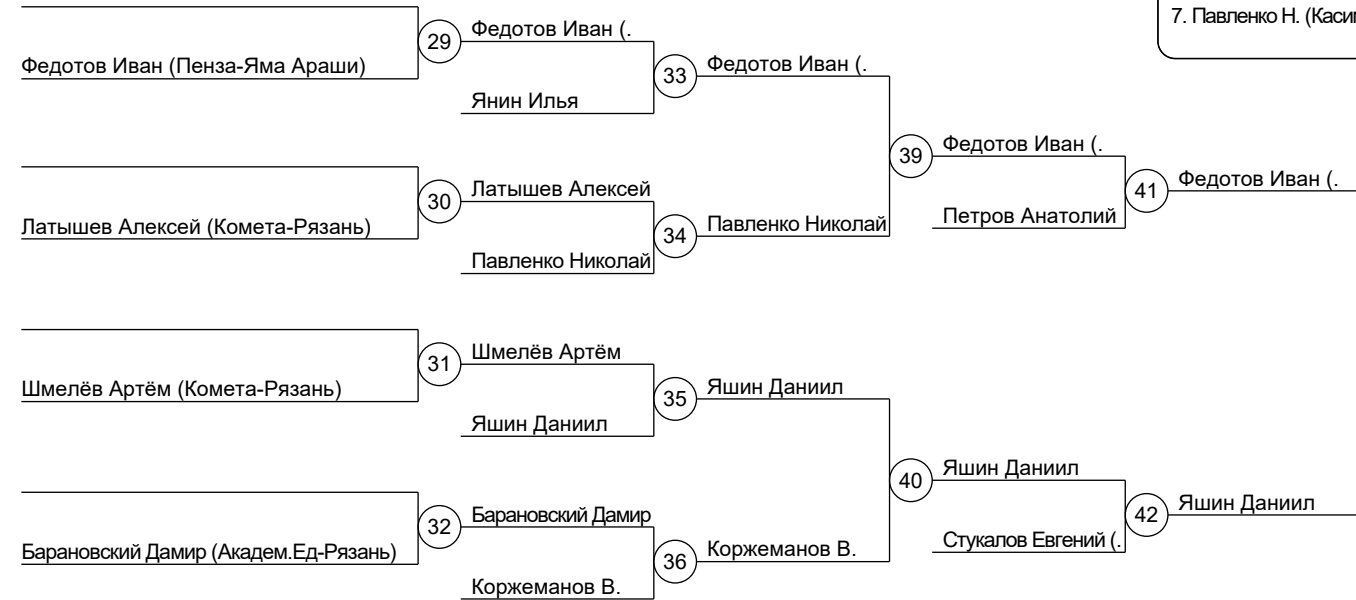 7. Павленко Н.
29
Федотов Иван (.
Федотов Иван (Пенза-Яма Араши)
33
Федотов Иван (.
Янин Илья
39
Федотов Иван (.
30
Латышев Алексей
Латышев Алексей (Комета-Рязань)
34
Павленко Николай
Павленко Николай
41
Федотов Иван (.
Петров Анатолий
31
Шмелёв Артём
Шмелёв Артём (Комета-Рязань)
35
Яшин Даниил
Яшин Даниил
40
Яшин Даниил
32
Барановский Дамир
Барановский Дамир (Академ.Ед-Рязань)
36
Коржеманов В.
Коржеманов В.
42
Яшин Даниил
Стукалов Евгений (.